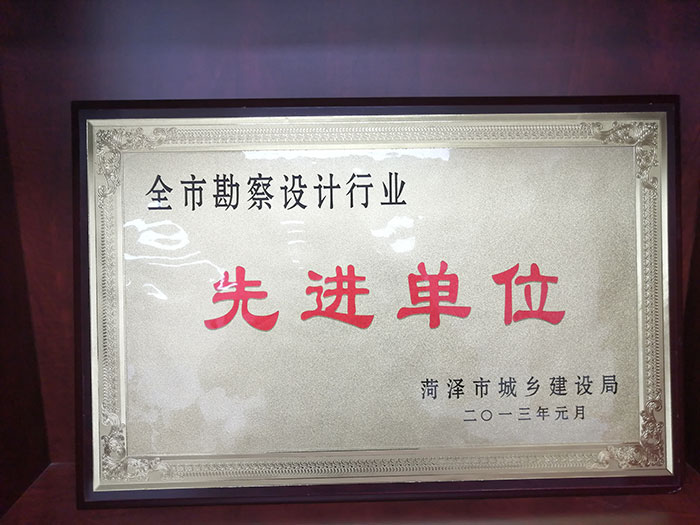 全市勘察设计行业
先进单位
菏泽市城乡建设局
二〇一三年元月